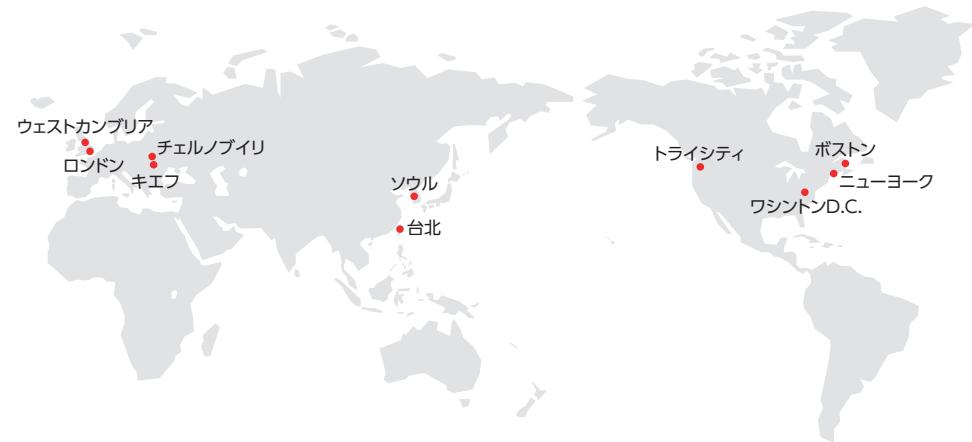 ウェストカンブリア
チェルノブイリ
ロンドン
キエフ
ソウル
台北
トライシティ
ボストン
ニューヨーク
ワシントンD.C.